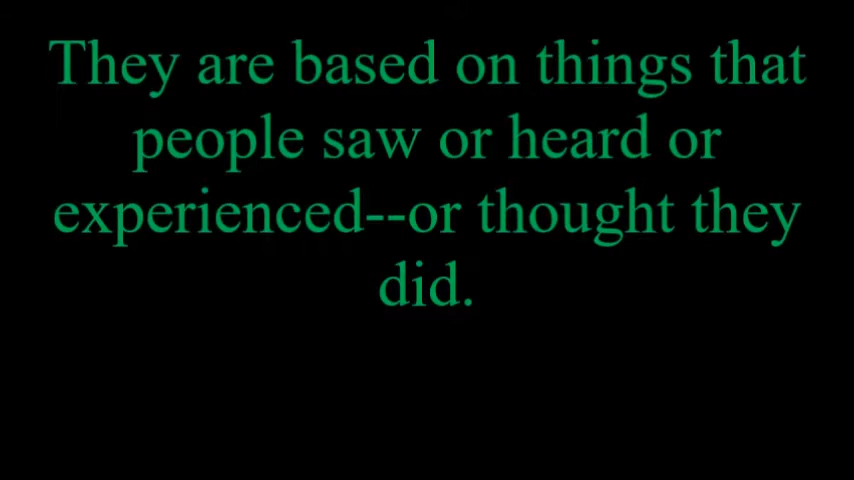 They are based on things that
people saw or heard or
experienced--or thought they
did.